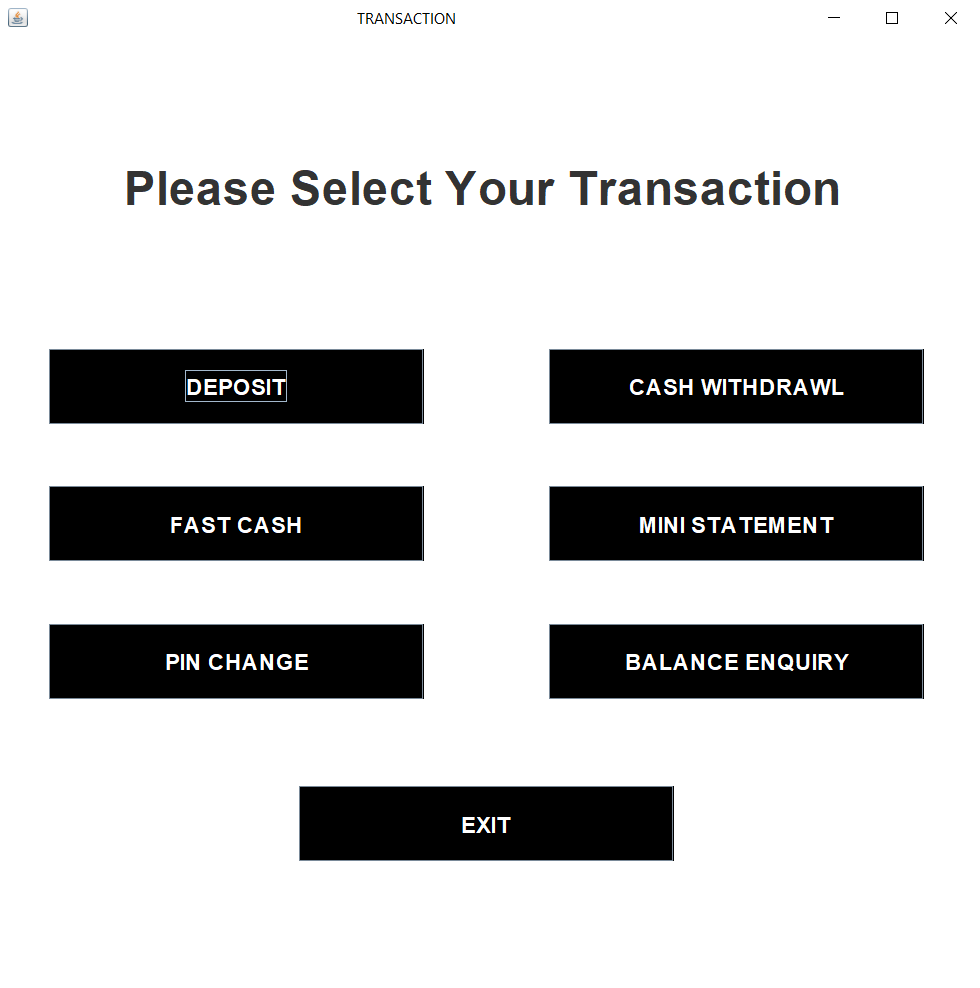 TRANSACTION
Please Select Your Transaction
DEPOSIT
CASH WITHDRAWL
FAST CASH
MINI STATEMENT
PIN CHANGE
BALANCE ENQUIRY
EXIT